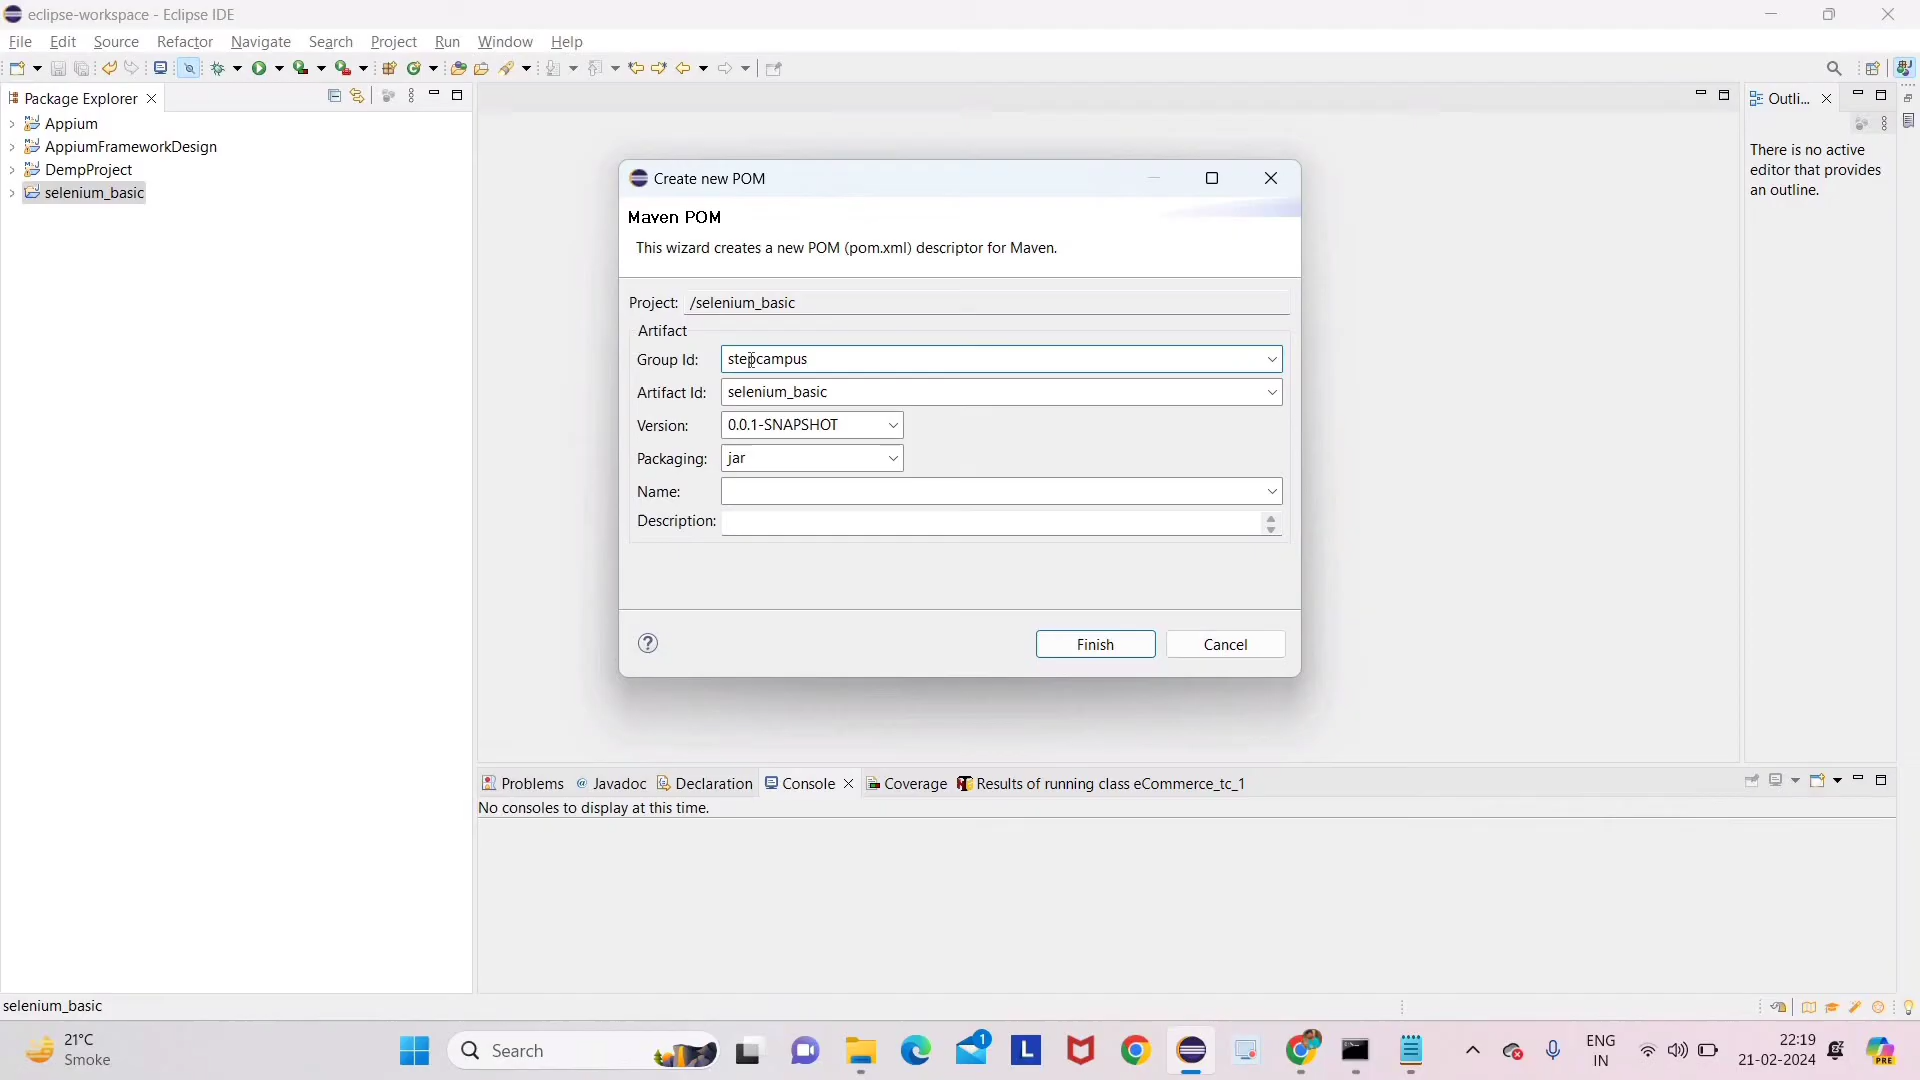 eclipse-workspace - Eclipse IDE
File Edit Source Refactor Navigate Search Project Run Window Help
Package Explorer
Outli...
Appium
AppiumFrameworkDesign
DempProject
selenium_basic
There is no active
editor that provides
an outline.
Create new POM
Maven POM
This wizard creates a new POM (pom.xml) descriptor for Maven.
Project: /selenium_basic
Artifact
Group Id: stepcampus
Artifact Id: selenium_basic
Version: 0.0.1-SNAPSHOT
Packaging: jar
Name:
Description:
Finish Cancel
Problems Javadoc Declaration Console Coverage Results of running class eCommerce_tc_1
No consoles to display at this time.
selenium_basic
21°C
Smoke
Search
1
L
ENG
IN
22:19
21-02-2024
PRE